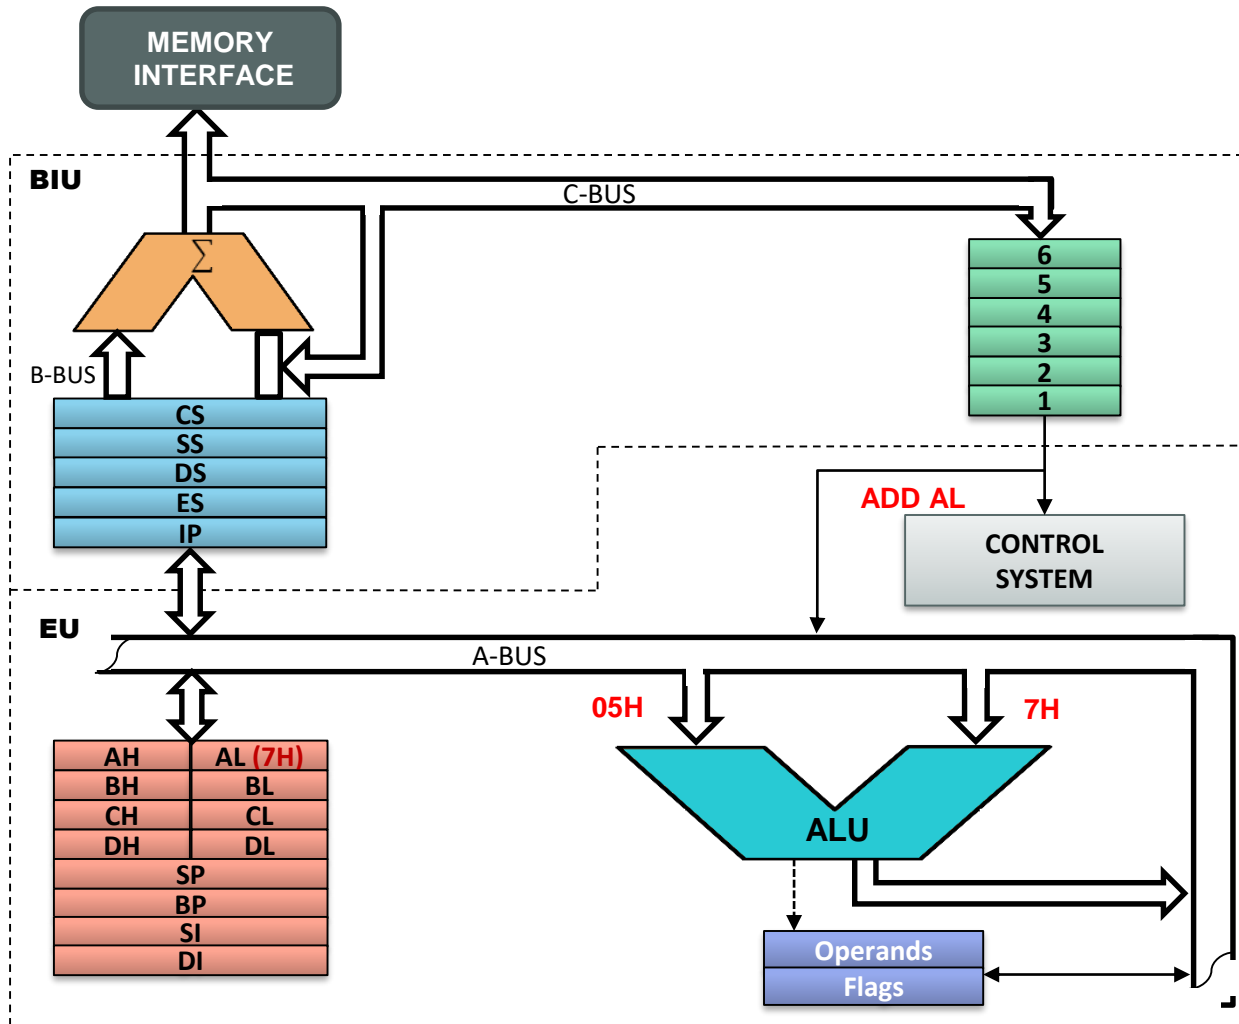 MEMORY
INTERFACE
BIU
C-BUS
Σ
6
5
4
3
2
1
B-BUS
CS
SS
DS
ES
IP
ADD AL
CONTROL
SYSTEM
EU
A-BUS
05H
7H
AH
AL (7H)
BH
BL
CH
CL
DH
DL
SP
BP
SI
DI
ALU
Operands
Flags